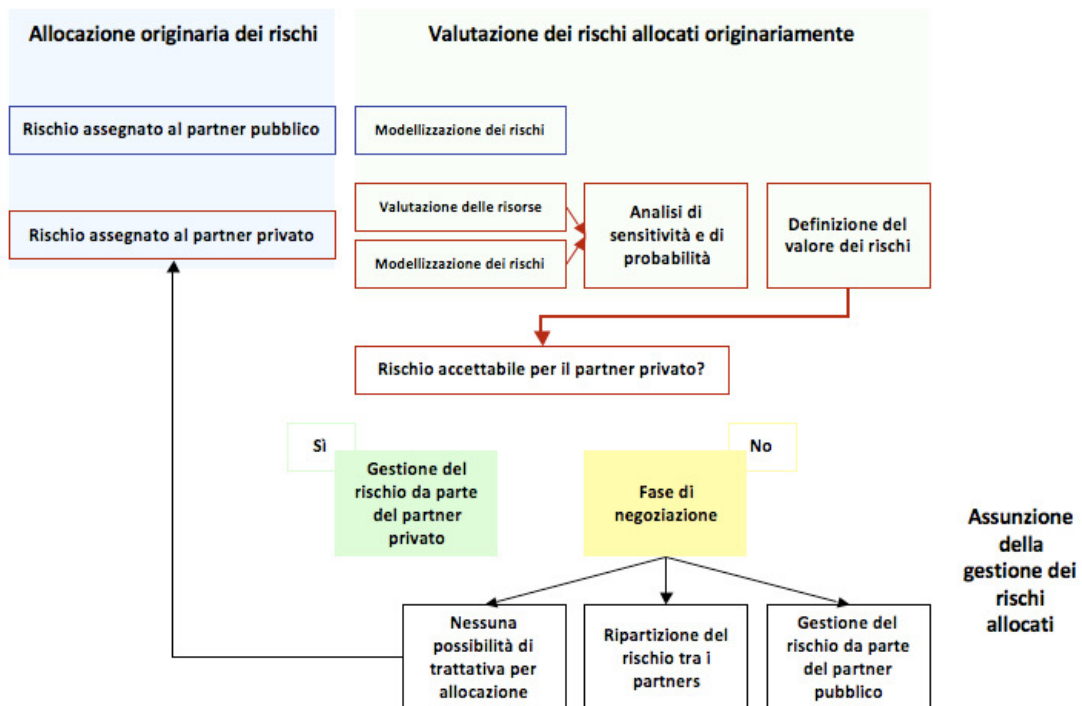 Allocazione originaria dei rischi
Valutazione dei rischi allocati originariamente
Rischio assegnato al partner pubblico
Modellizzazione dei rischi
Rischio assegnato al partner privato
Valutazione delle risorse
Modellizzazione dei rischi
Analisi di
sensitività e di
probabilità
Definizione del
valore dei rischi
Rischio accettabile per il partner privato?
Sì
Gestione del
rischio da parte
del partner
privato
No
Fase di
negoziazione
Assunzione
della
gestione dei
rischi
allocati
Nessuna
possibilità di
trattativa per
allocazione
Ripartizione del
rischio tra i
partners
Gestione del
rischio da parte
del partner
pubblico